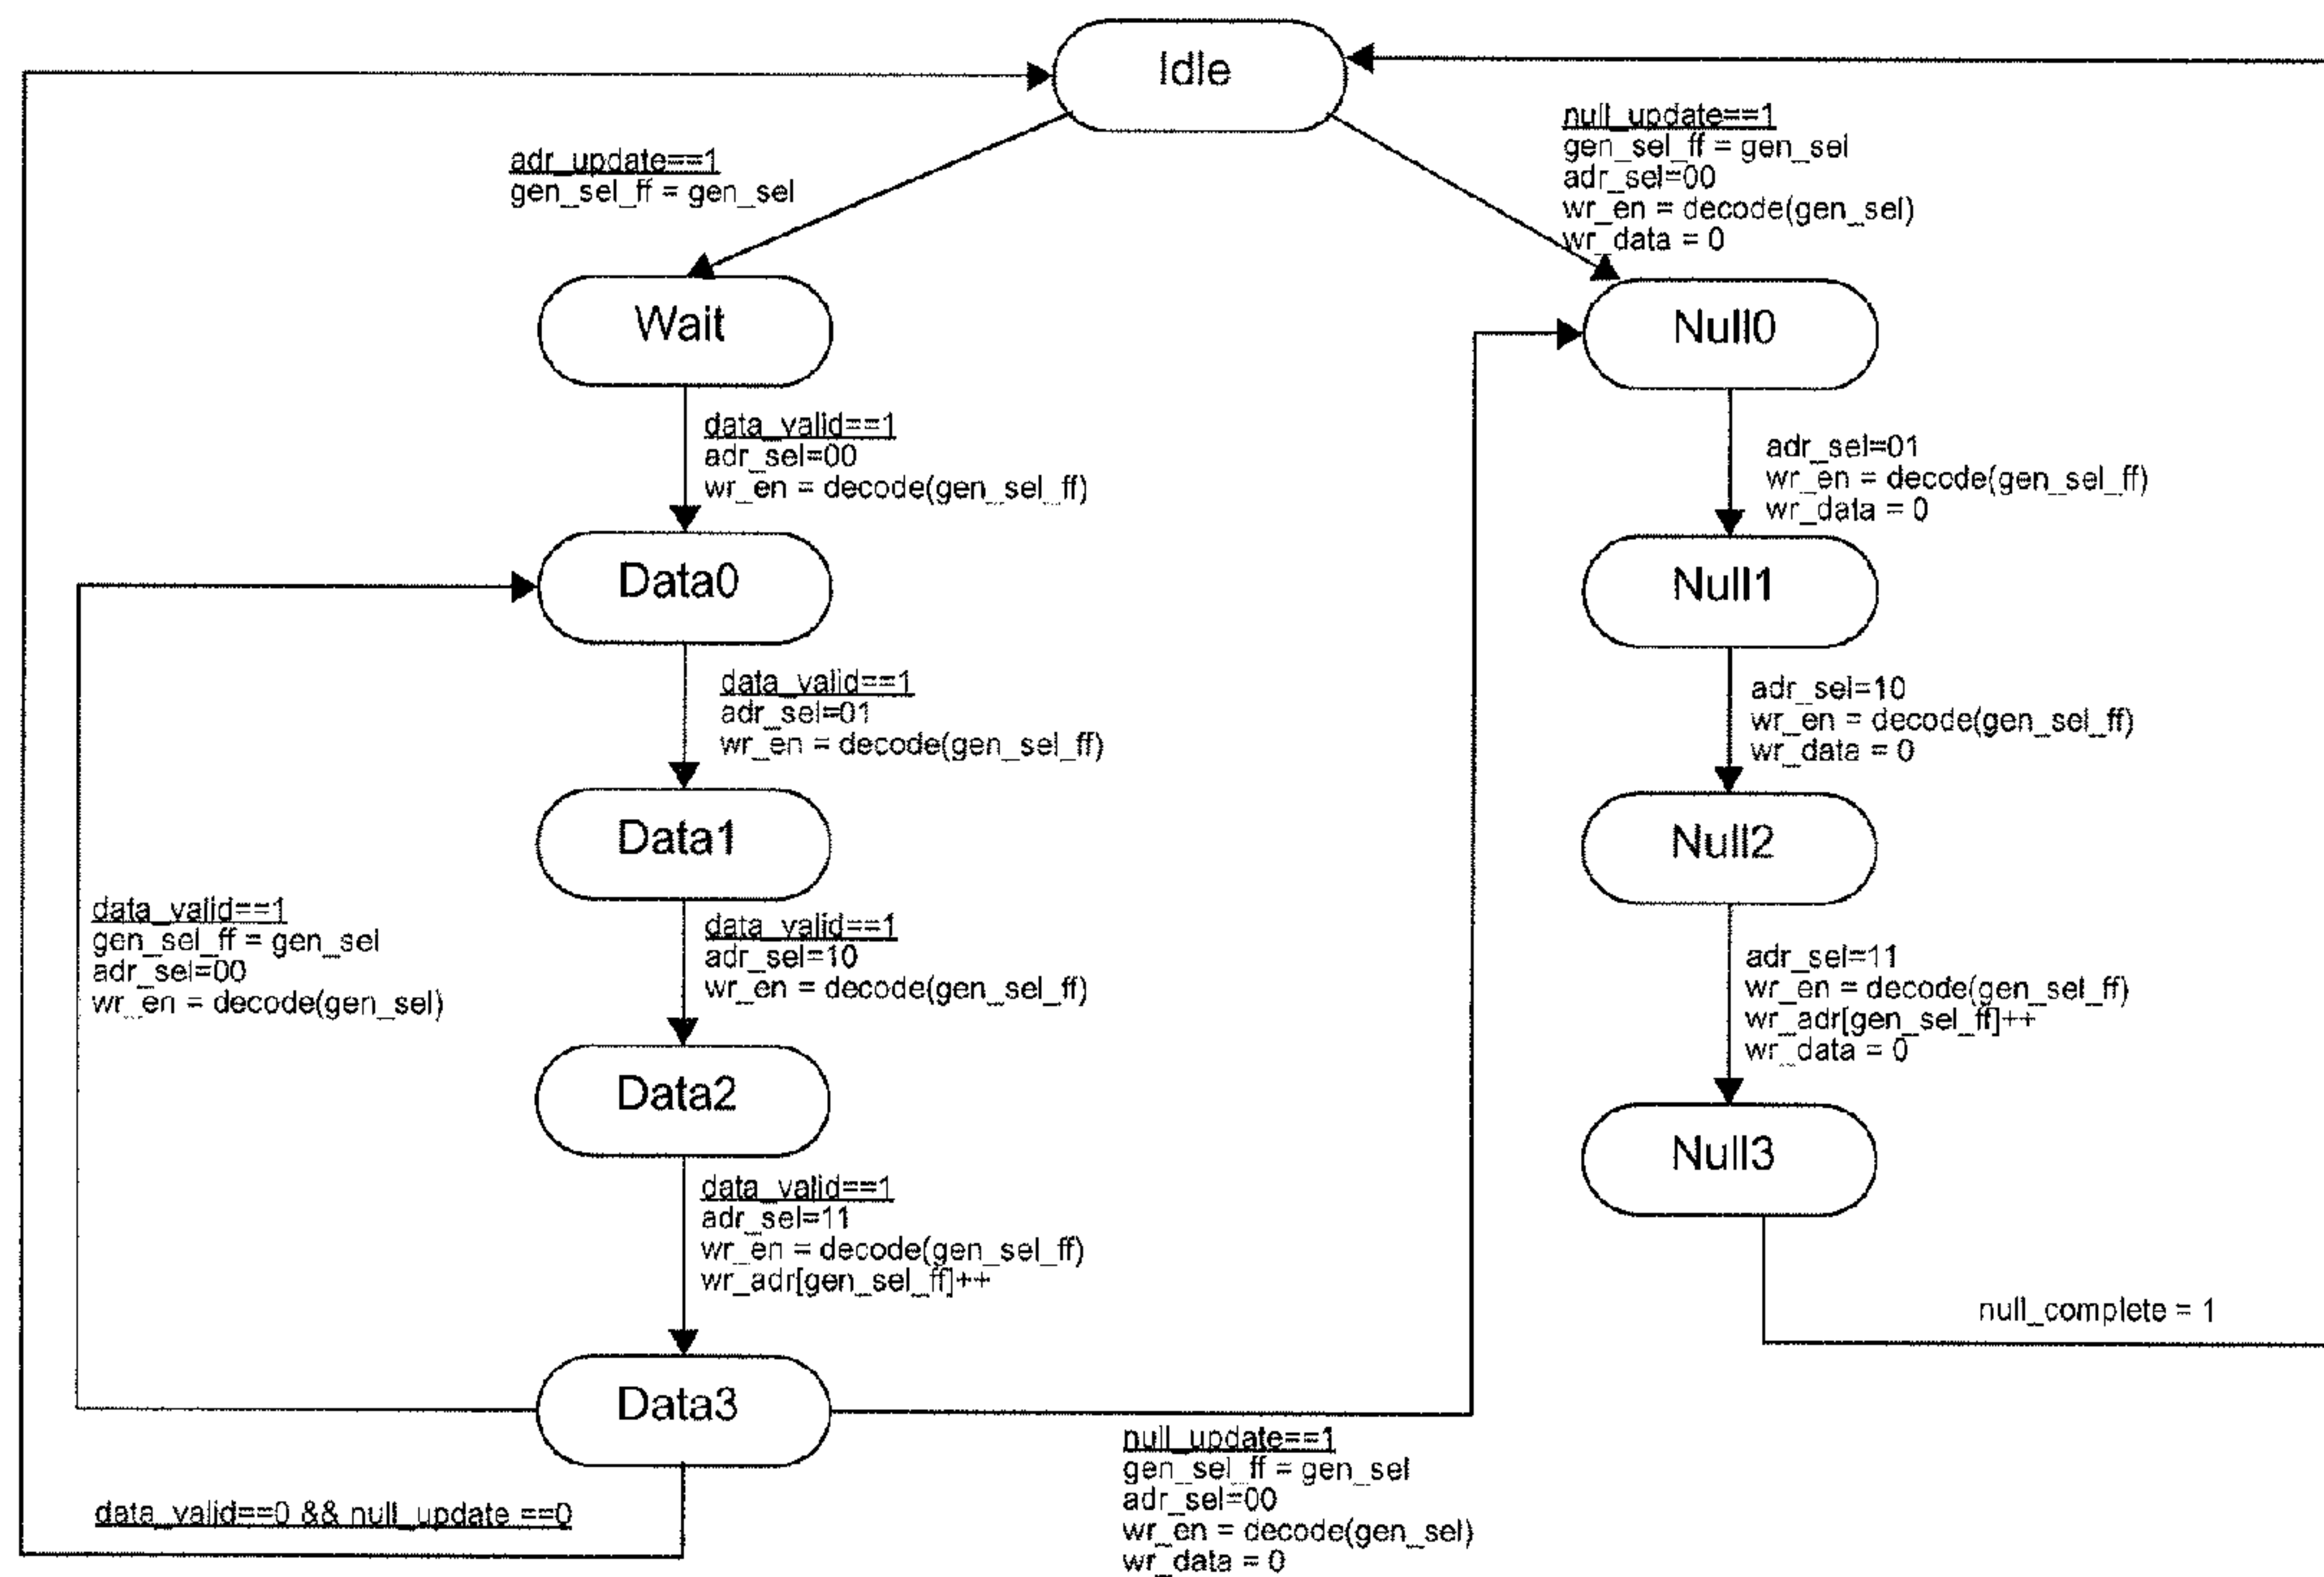 Idle
adr_update==1
gen_sel_ff = gen_sel
null_update==1
gen_sel_ff = gen_sel
adr_sel=00
wr_en = decode(gen_sel)
wr_data = 0
Wait
Null0
data_valid==1
adr_sel=00
wr_en = decode(gen_sel_ff)
adr_sel=01
wr_en = decode(gen_sel_ff)
wr_data = 0
Data0
Null1
data_valid==1
adr_sel=01
wr_en = decode(gen_sel_ff)
adr_sel=10
wr_en = decode(gen_sel_ff)
wr_data = 0
Data1
Null2
data_valid==1
gen_sel_ff = gen_sel
adr_sel=00
wr_en = decode(gen_sel)
data_valid==1
adr_sel=10
wr_en = decode(gen_sel_ff)
adr_sel=11
wr_en = decode(gen_sel_ff)
wr_adr[gen_sel_ff]++
wr_data = 0
Data2
Null3
data_valid==1
adr_sel=11
wr_en = decode(gen_sel_ff)
wr_adr[gen_sel_ff]++
null_complete = 1
Data3
null_update==1
gen_sel_ff = gen_sel
adr_sel=00
wr_en = decode(gen_sel)
wr_data = 0
data_valid==0 && null_update ==0